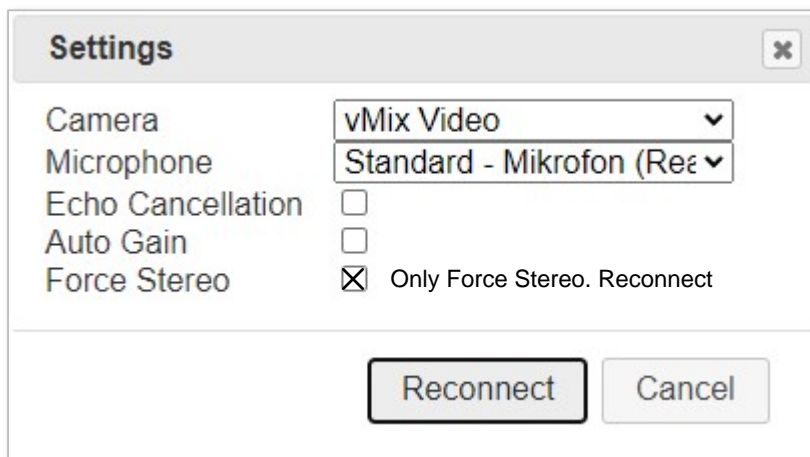 Settings
Camera vMix Video
Microphone Standard - Mikrofon (Rea
Echo Cancellation
Auto Gain
Force Stereo Only Force Stereo. Reconnect
Reconnect Cancel